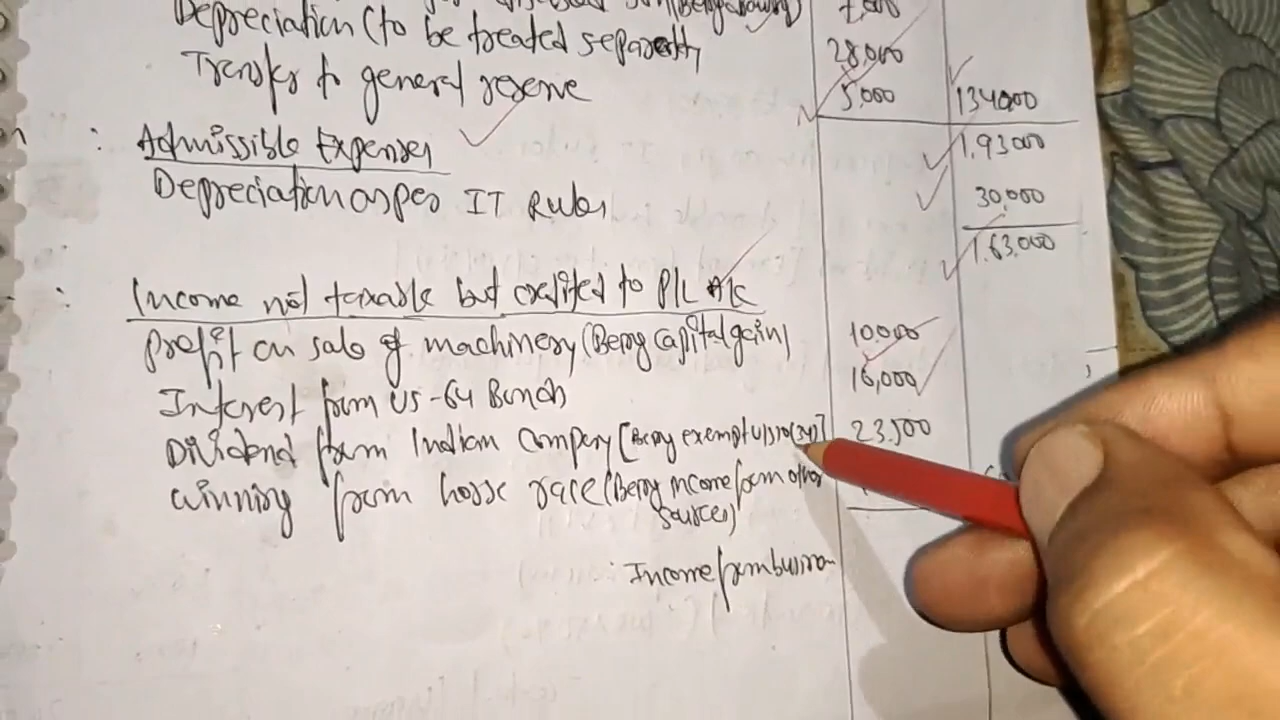 Depreciation (to be treated separately 28,000
Transfer to general reserve 5,000 134000
Admissible Expenses 1,93000
Depreciation as per IT Rules 30,000
1,63,000
Income not taxable but credited to P/L A/c
Profit on sale of machinery (Being Capital gain) 10,000
Interest from US-64 Bonds 16,000
Dividend from Indian Company [Being exempt u/s 10(34)] 23,500
Winning from horse race (Being income from other
sources)
Income from business